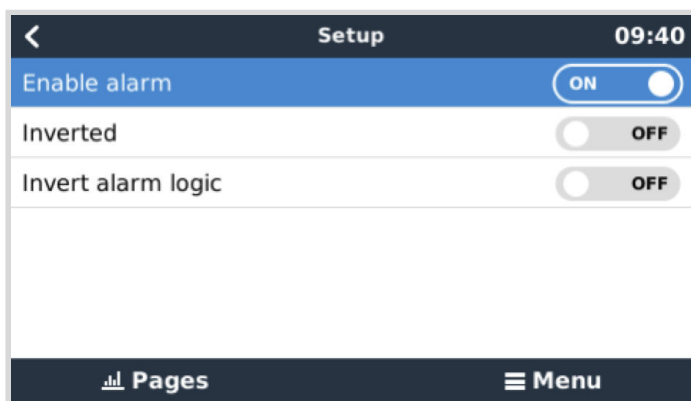 Setup 09:40
Enable alarm ON
Inverted OFF
Invert alarm logic OFF
Pages Menu